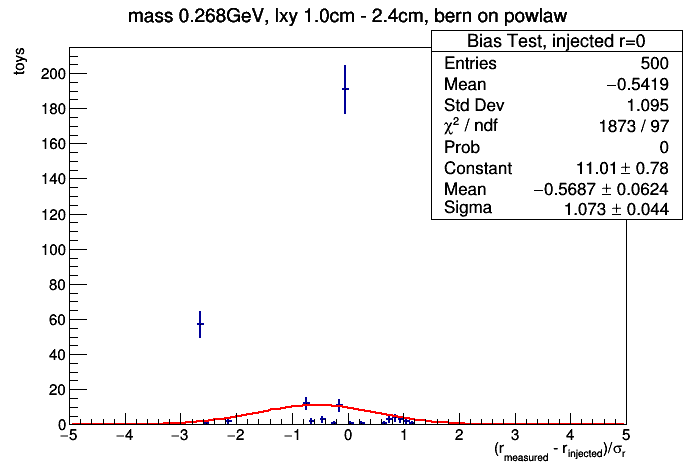 mass 0.268GeV, lxy 1.0cm - 2.4cm, bern on powlaw
Bias Test, injected r=0
Entries 500
Mean −0.5419
Std Dev 1.095
χ² / ndf 1873 / 97
Prob 0
Constant 11.01 ± 0.78
Mean −0.5687 ± 0.0624
Sigma 1.073 ± 0.044
toys
200
180
160
140
120
100
80
60
40
20
0
−5 −4 −3 −2 −1 0 1 2 3 4 5
(r_measured - r_injected)/σ_r